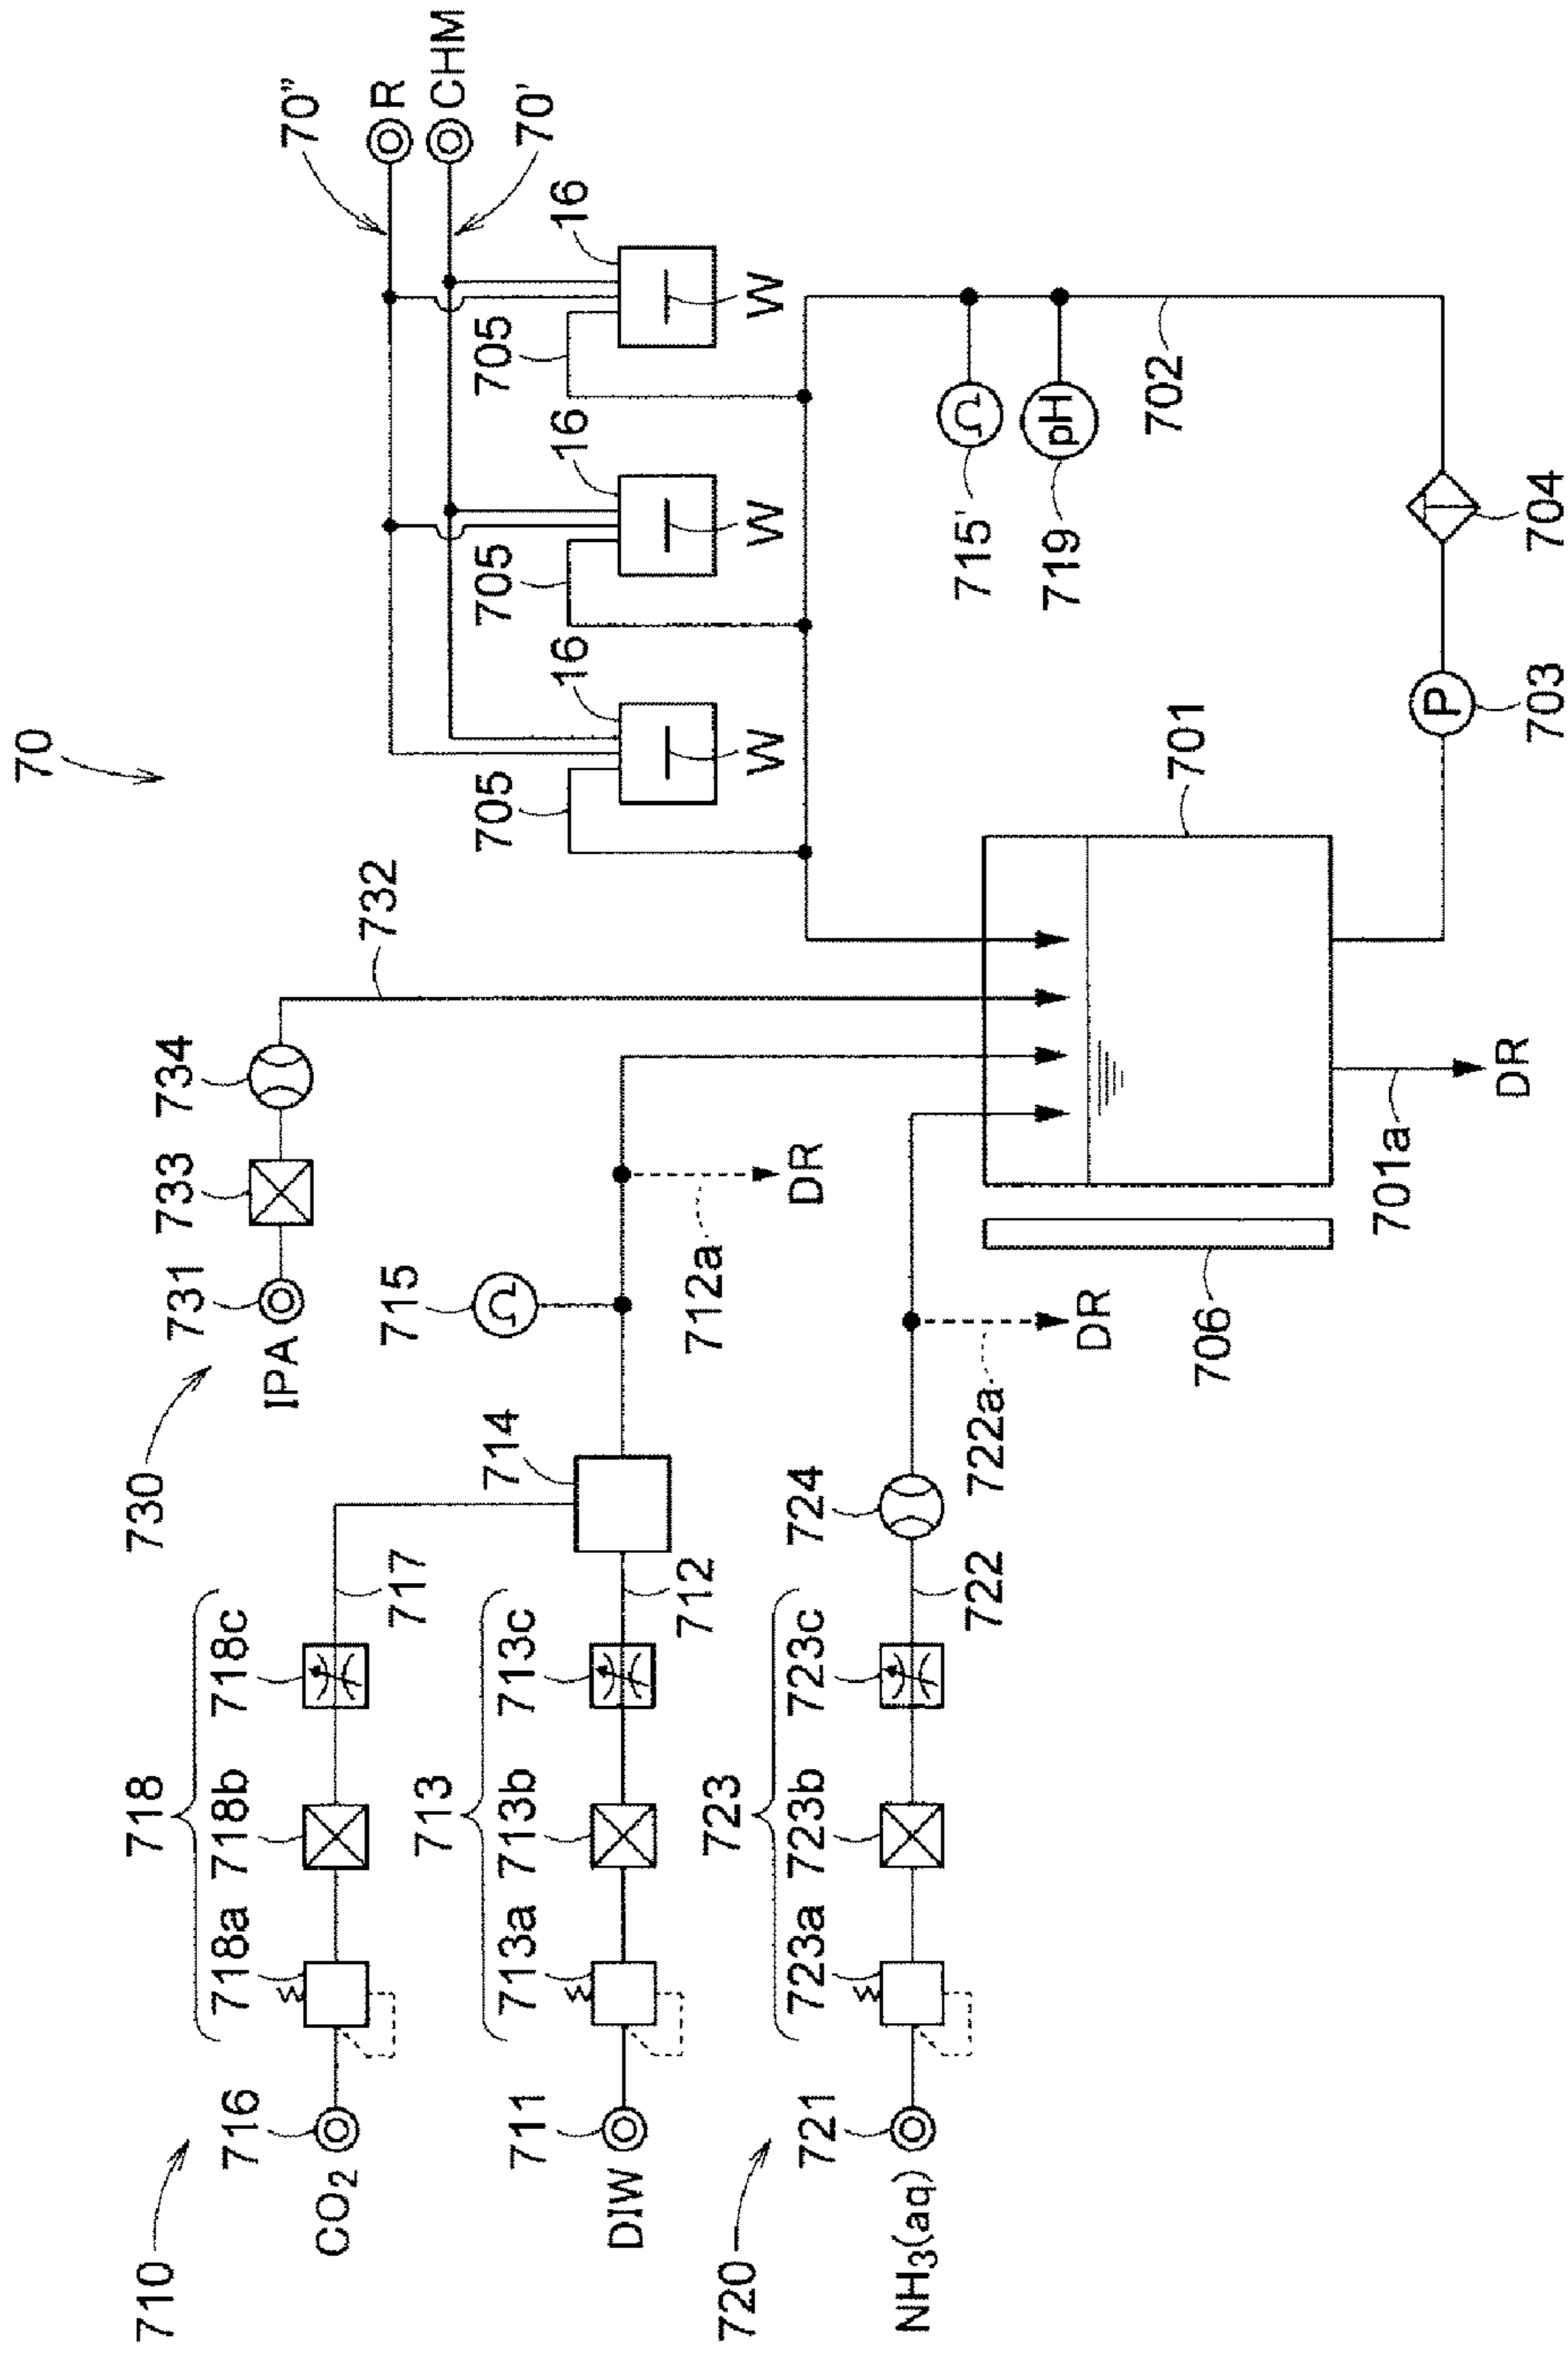 70
710
716
CO2
718
718a
718b
718c
717
711
DIW
713
713a
713b
713c
712
714
715
Ω
712a
DR
730
731
IPA
733
734
732
720
721
NH3(aq)
723
723a
723b
723c
722
724
722a
DR
706
701
701a
DR
703
P
704
702
715'
Ω
719
pH
705
16
W
705
16
W
705
16
W
70"
R
CHM
70'